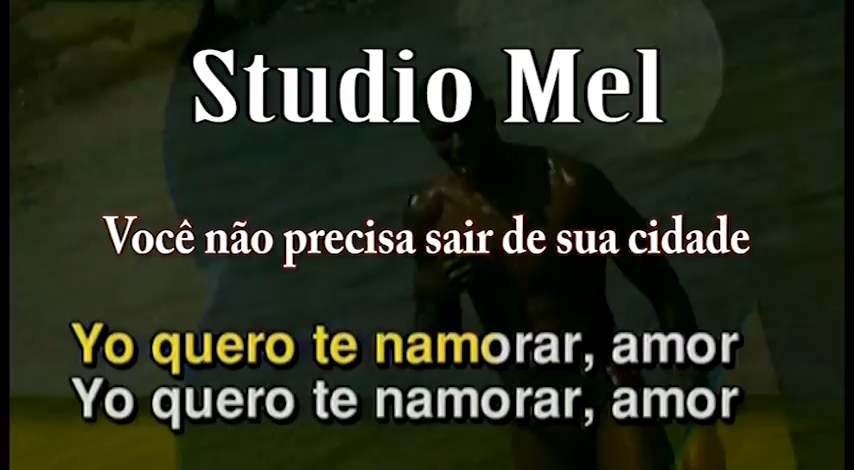 Studio Mel
Você não precisa sair de sua cidade
Yo quero te namorar, amor
Yo quero te namorar, amor